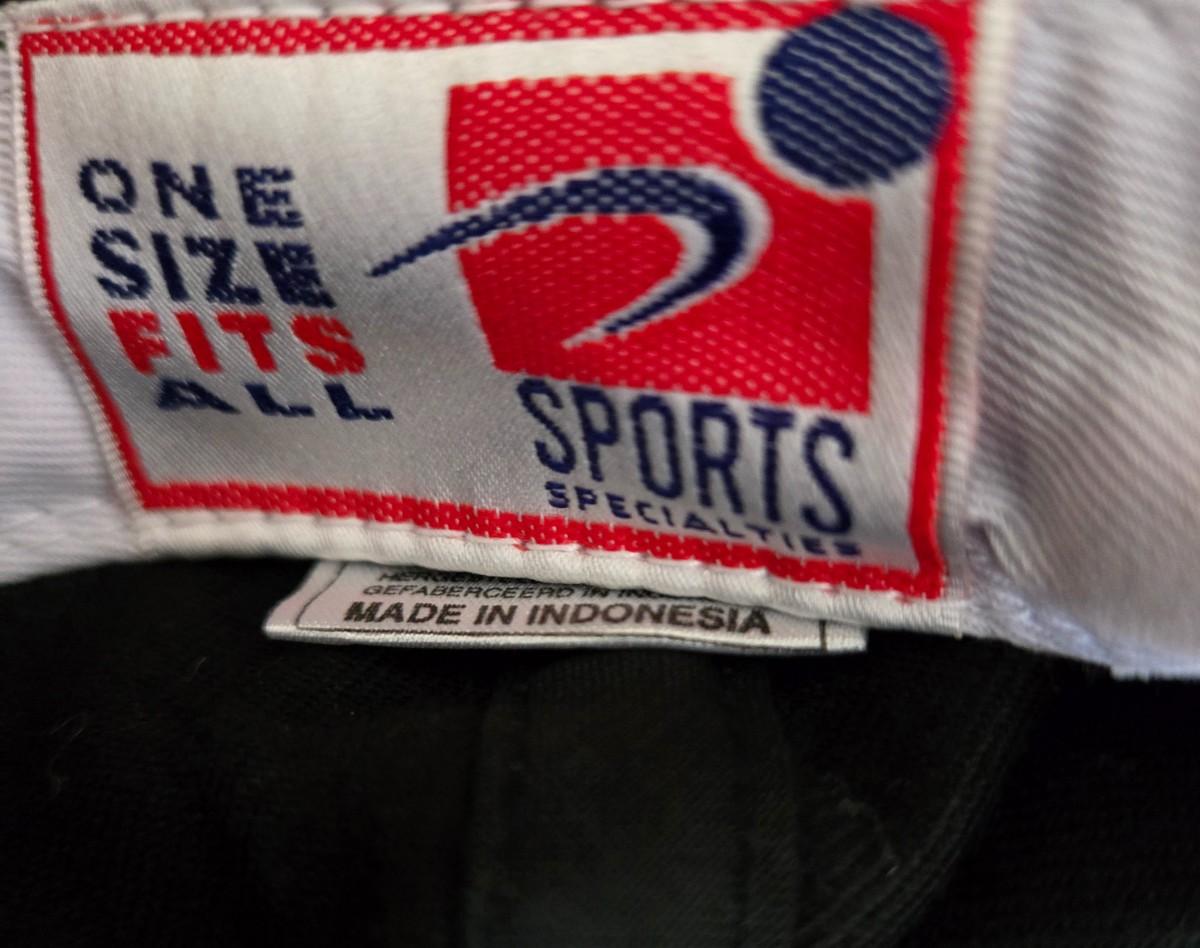 ONE
SIZE
FITS
ALL
SPORTS
SPECIALTIES
GEFABERCEERD IN
MADE IN INDONESIA